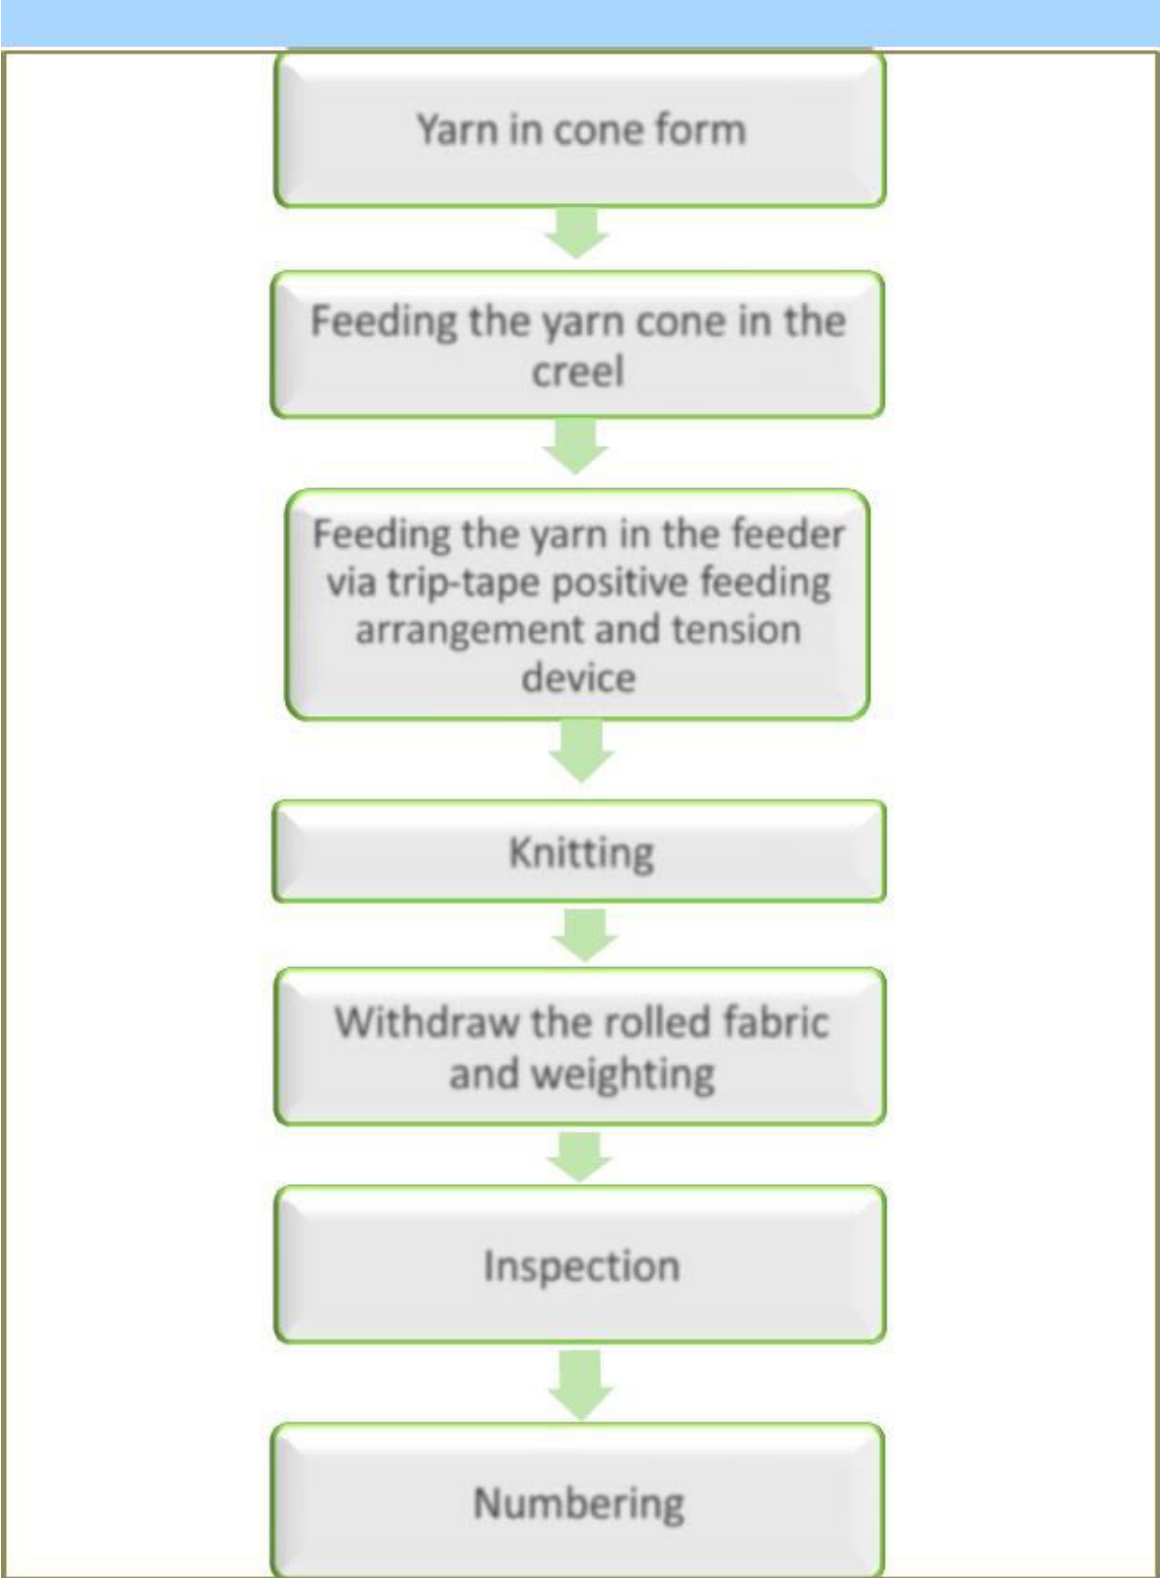 Yarn in cone form
Feeding the yarn cone in the
creel
Feeding the yarn in the feeder
via trip-tape positive feeding
arrangement and tension
device
Knitting
Withdraw the rolled fabric
and weighting
Inspection
Numbering